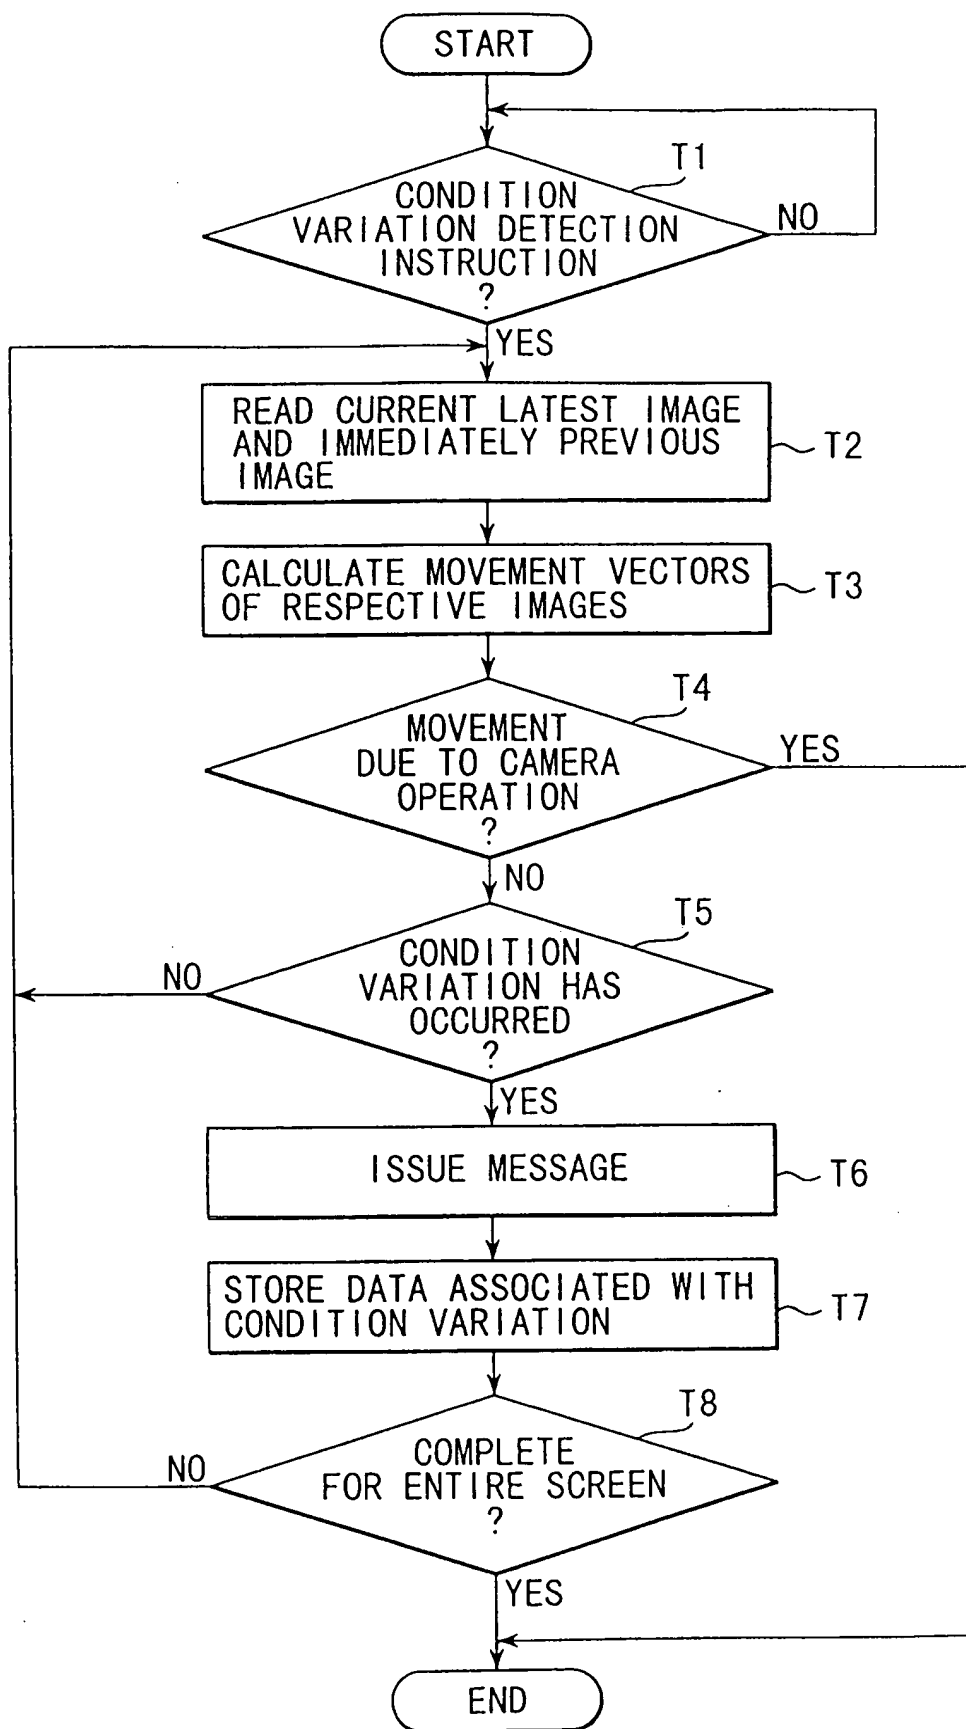 START
T1
CONDITION
VARIATION DETECTION
INSTRUCTION
?
NO
YES
READ CURRENT LATEST IMAGE
AND IMMEDIATELY PREVIOUS
IMAGE
T2
CALCULATE MOVEMENT VECTORS
OF RESPECTIVE IMAGES
T3
T4
MOVEMENT
DUE TO CAMERA
OPERATION
?
YES
NO
T5
CONDITION
VARIATION HAS
OCCURRED
?
NO
YES
ISSUE MESSAGE
T6
STORE DATA ASSOCIATED WITH
CONDITION VARIATION
T7
T8
COMPLETE
FOR ENTIRE SCREEN
?
NO
YES
END